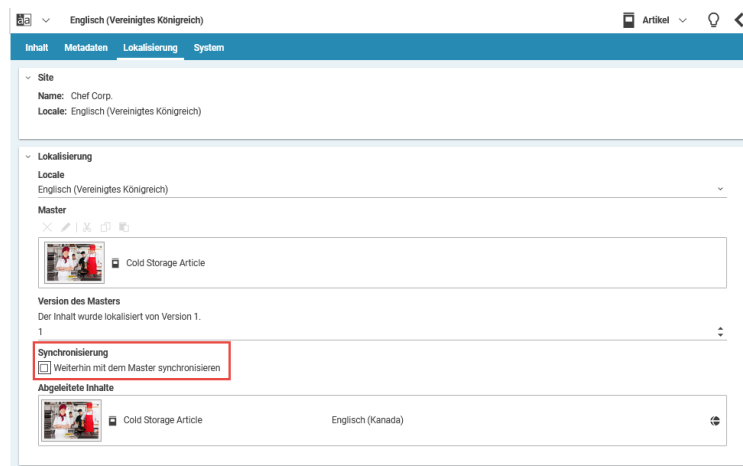 āa Englisch (Vereinigtes Königreich) Artikel
Inhalt Metadaten Lokalisierung System
Site
Name: Chef Corp.
Locale: Englisch (Vereinigtes Königreich)
Lokalisierung
Locale
Englisch (Vereinigtes Königreich)
Master
Cold Storage Article
Version des Masters
Der Inhalt wurde lokalisiert von Version 1.
1
Synchronisierung
Weiterhin mit dem Master synchronisieren
Abgeleitete Inhalte
Cold Storage Article Englisch (Kanada)